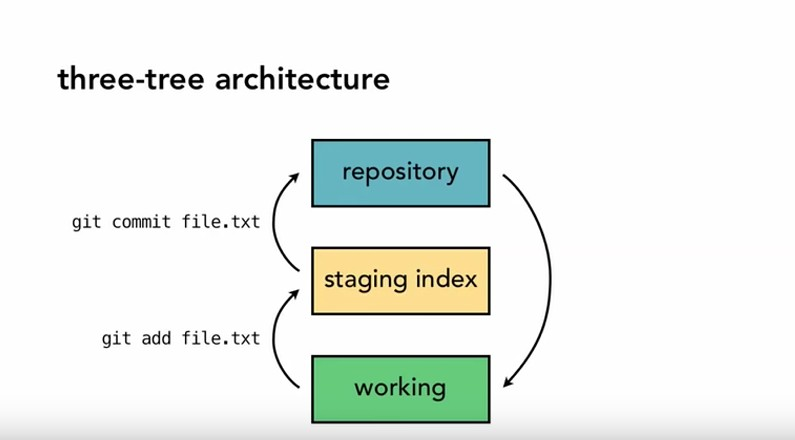 three-tree architecture
repository
git commit file.txt
staging index
git add file.txt
working